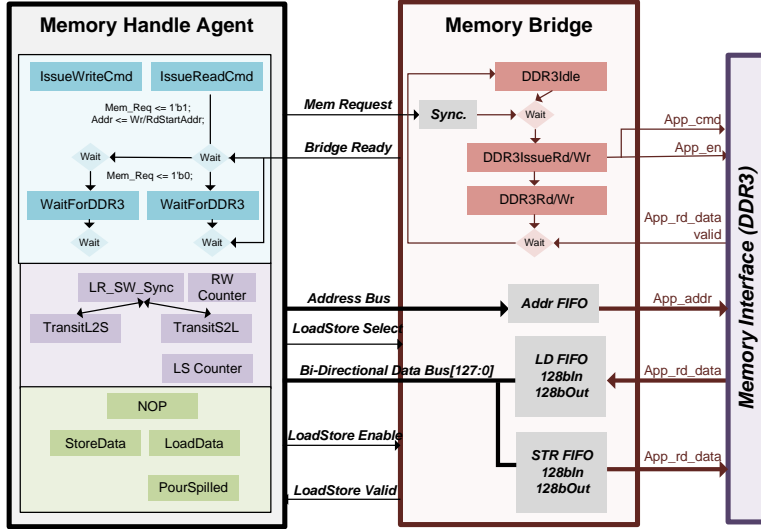 Memory Handle Agent
IssueWriteCmd
IssueReadCmd
Mem_Req <= 1'b1;
Addr <= Wr/RdStartAddr;
Wait
Wait
Mem_Req <= 1'b0;
WaitForDDR3
WaitForDDR3
Wait
Wait
LR_SW_Sync
RW
Counter
TransitL2S
TransitS2L
LS Counter
NOP
StoreData
LoadData
PourSpilled
Mem Request
Bridge Ready
Address Bus
LoadStore Select
Bi-Directional Data Bus[127:0]
LoadStore Enable
LoadStore Valid
Memory Bridge
DDR3Idle
Sync.
Wait
DDR3IssueRd/Wr
DDR3Rd/Wr
Wait
Addr FIFO
LD FIFO
128bIn
128bOut
STR FIFO
128bIn
128bOut
App_cmd
App_en
App_rd_data
valid
App_addr
App_rd_data
App_rd_data
Memory Interface (DDR3)